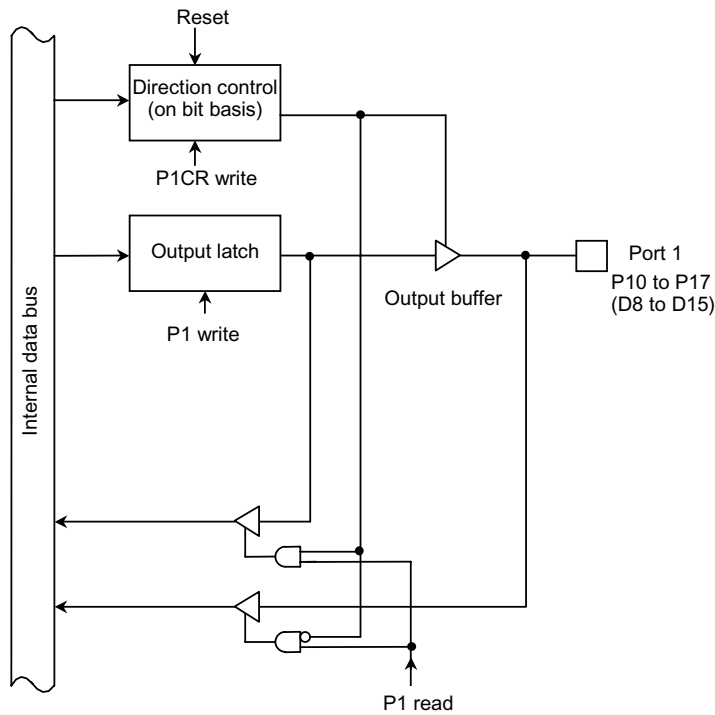 Reset
Direction control
(on bit basis)
P1CR write
Output latch
P1 write
Output buffer
Port 1
P10 to P17
(D8 to D15)
Internal data bus
P1 read